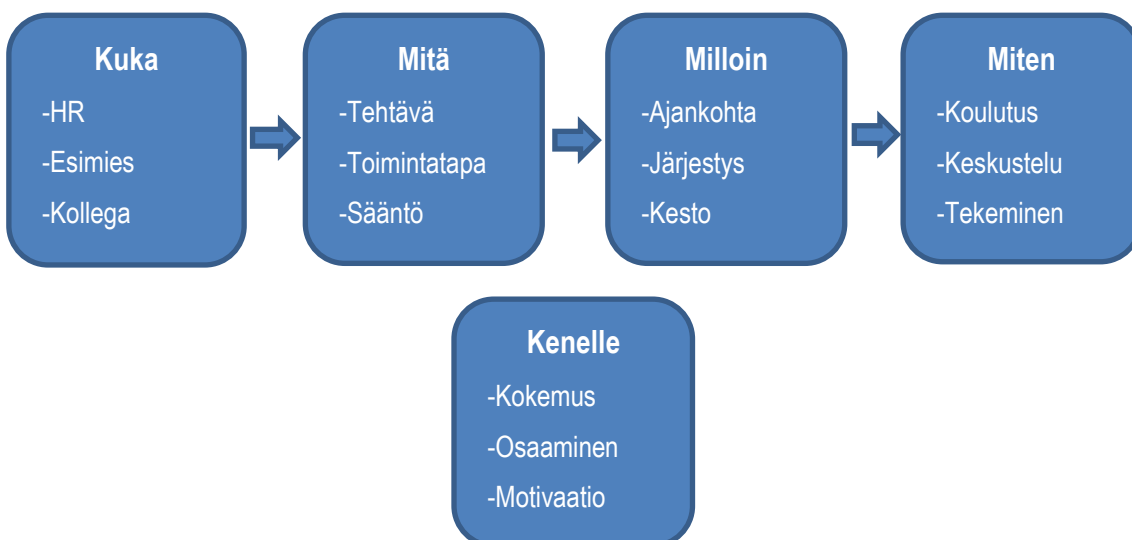 Kuka
-HR
-Esimies
-Kollega
Mitä
-Tehtävä
-Toimintatapa
-Sääntö
Milloin
-Ajankohta
-Järjestys
-Kesto
Miten
-Koulutus
-Keskustelu
-Tekeminen
Kenelle
-Kokemus
-Osaaminen
-Motivaatio